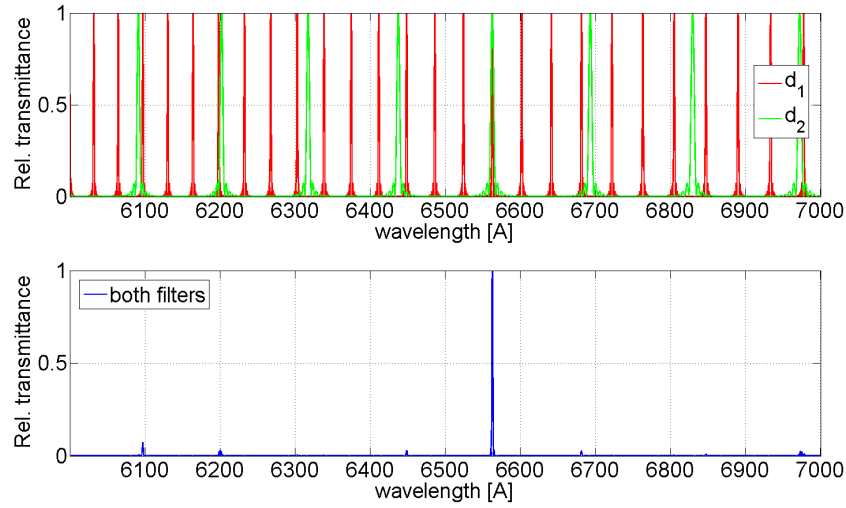 Rel. transmittance
1
0.5
0
d₁
d₂
6100 6200 6300 6400 6500 6600 6700 6800 6900 7000
wavelength [A]
Rel. transmittance
1
0.5
0
both filters
6100 6200 6300 6400 6500 6600 6700 6800 6900 7000
wavelength [A]